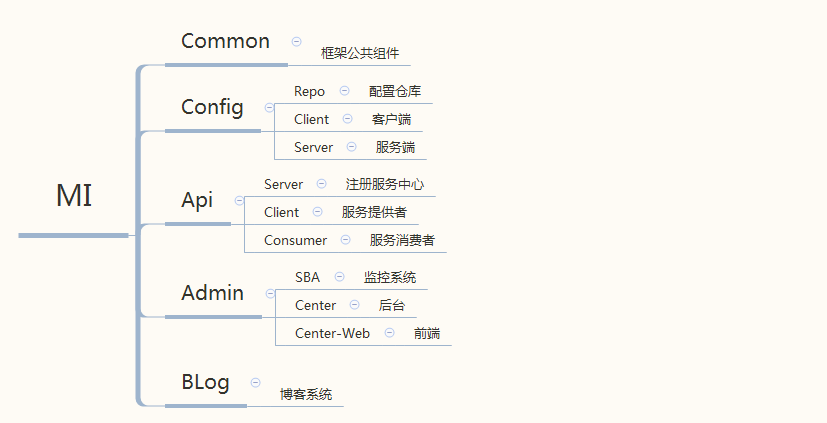 MI
Common
框架公共组件
Config
Repo 配置仓库
Client 客户端
Server 服务端
Api
Server 注册服务中心
Client 服务提供者
Consumer 服务消费者
Admin
SBA 监控系统
Center 后台
Center-Web 前端
BLog
博客系统